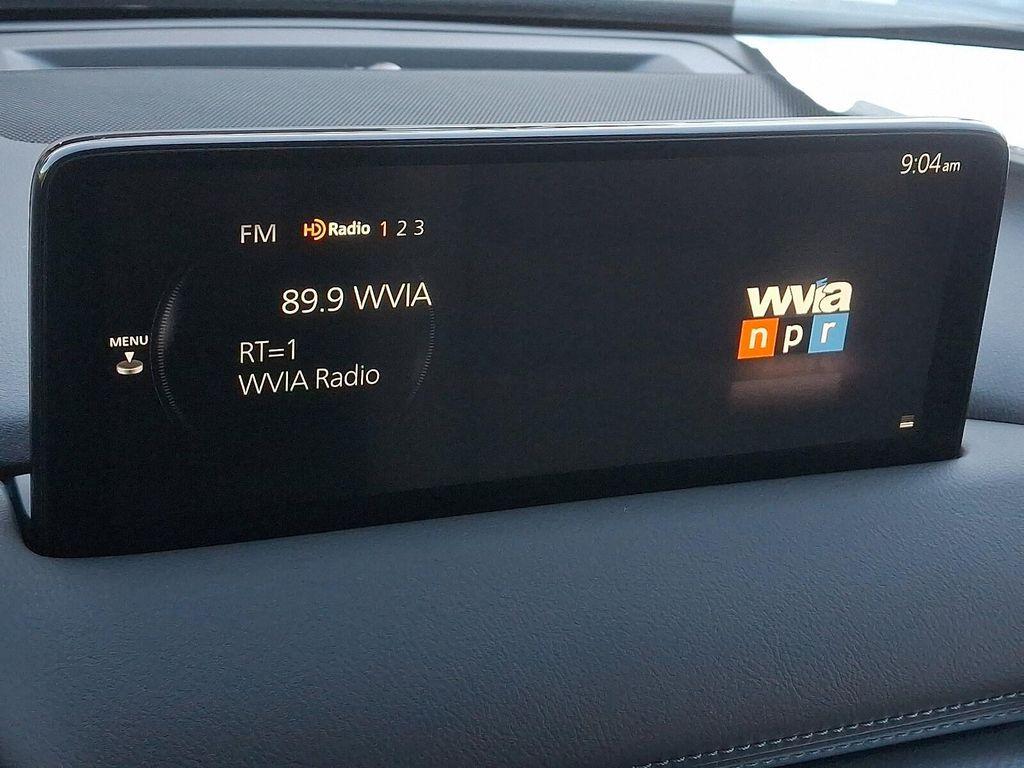 9:04am
FM HD Radio 1 2 3
89.9 WVIA
MENU
RT=1
WVIA Radio
wvia
npr